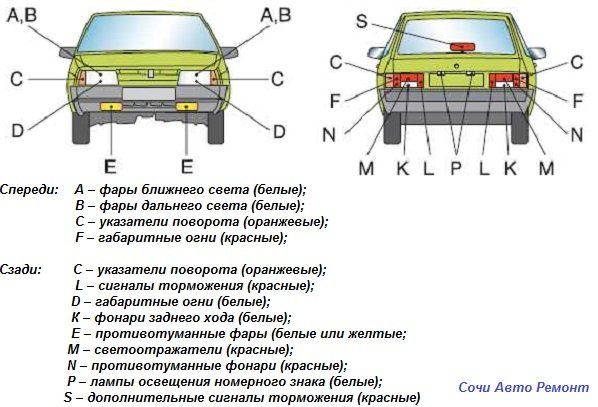 A,B
A,B
C
C
D
D
E
E
S
C
C
F
F
N
N
M
K
L
P
L
K
M
Спереди: А – фары ближнего света (белые);
В – фары дальнего света (белые);
С – указатели поворота (оранжевые);
F – габаритные огни (красные);
Сзади: С – указатели поворота (оранжевые);
L – сигналы торможения (красные);
D – габаритные огни (белые);
К – фонари заднего хода (белые);
Е – противотуманные фары (белые или желтые;
М – светоотражатели (красные);
N – противотуманные фонари (красные);
Р – лампы освещения номерного знака (белые);
S – дополнительные сигналы торможения (красные)
Сочи Авто Ремонт